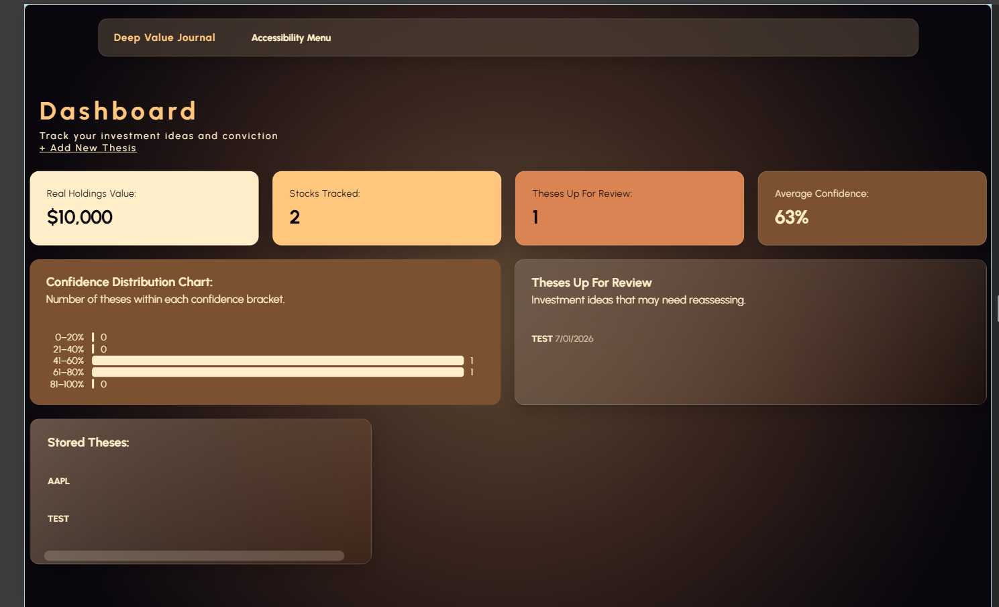 Deep Value Journal Accessibility Menu
Dashboard
Track your investment ideas and conviction
+ Add New Thesis
Real Holdings Value:
$10,000
Stocks Tracked:
2
Theses Up For Review:
1
Average Confidence:
63%
Confidence Distribution Chart:
Number of theses within each confidence bracket.
0–20% 0
21–40% 0
41–60% 1
61–80% 1
81–100% 0
Theses Up For Review
Investment ideas that may need reassessing.
TEST 7/01/2026
Stored Theses:
AAPL
TEST